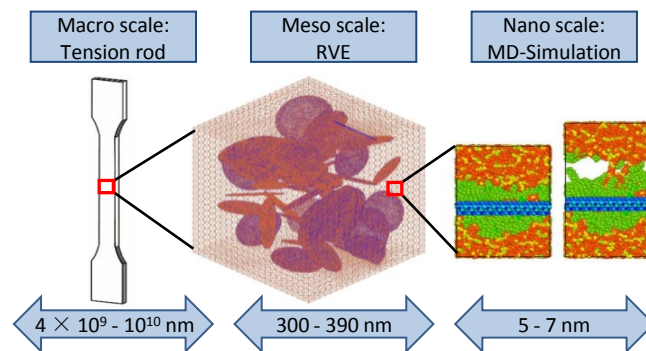 Macro scale:
Tension rod
Meso scale:
RVE
Nano scale:
MD-Simulation
4 × 10⁹ - 10¹⁰ nm
300 - 390 nm
5 - 7 nm